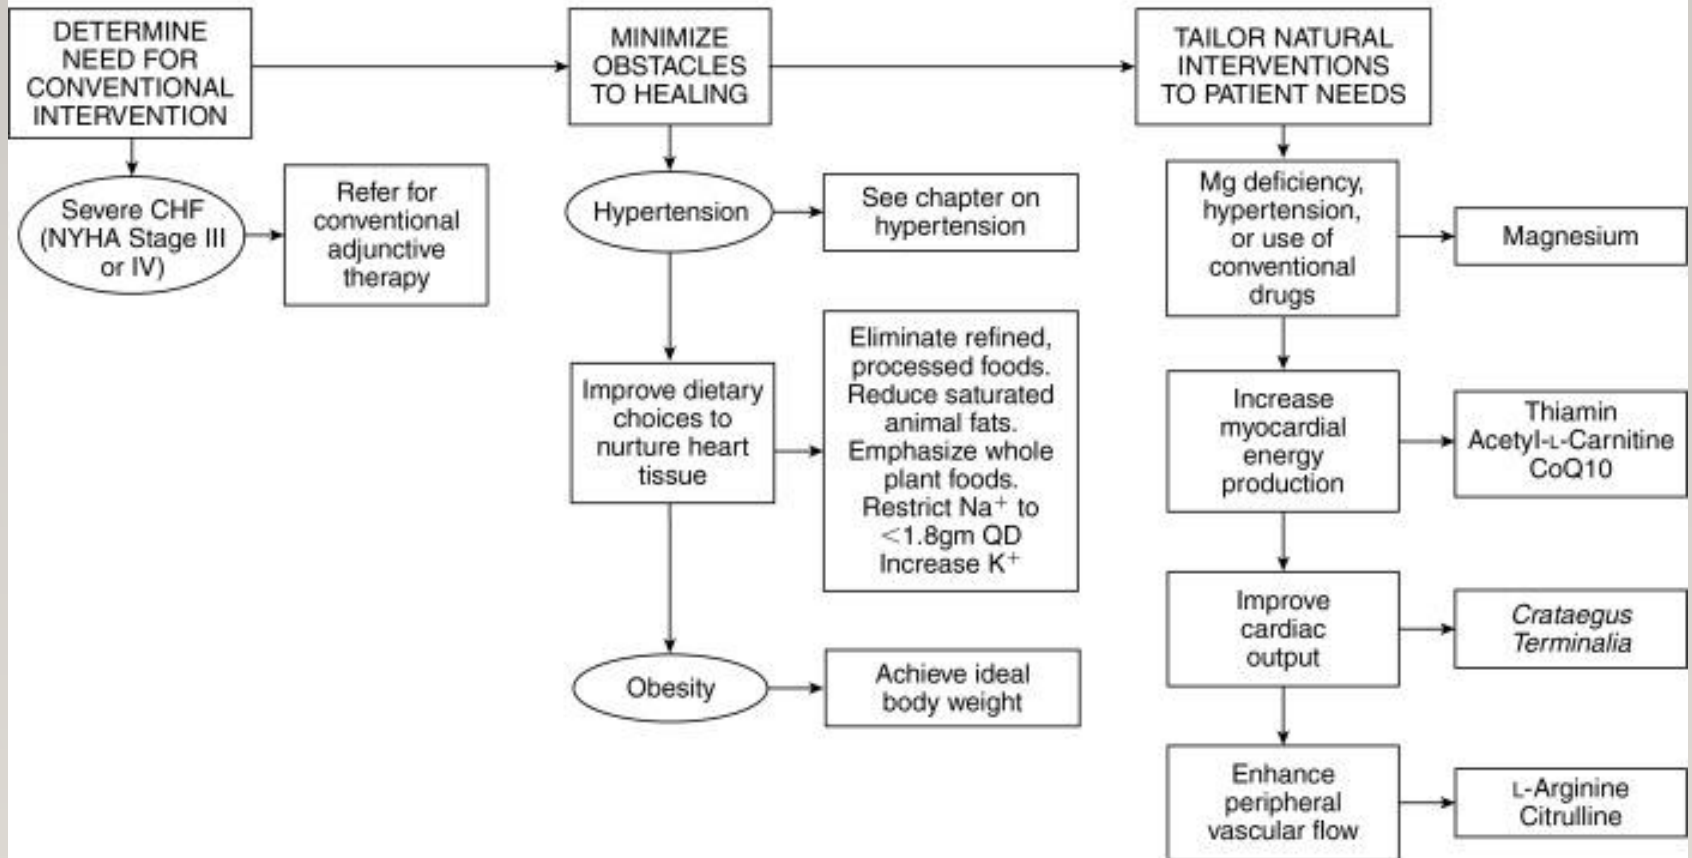 DETERMINE
NEED FOR
CONVENTIONAL
INTERVENTION
Severe CHF
(NYHA Stage III
or IV)
Refer for
conventional
adjunctive
therapy
MINIMIZE
OBSTACLES
TO HEALING
Hypertension
See chapter on
hypertension
Improve dietary
choices to
nurture heart
tissue
Eliminate refined,
processed foods.
Reduce saturated
animal fats.
Emphasize whole
plant foods.
Restrict Na⁺ to
<1.8gm QD
Increase K⁺
Obesity
Achieve ideal
body weight
TAILOR NATURAL
INTERVENTIONS
TO PATIENT NEEDS
Mg deficiency,
hypertension,
or use of
conventional
drugs
Magnesium
Increase
myocardial
energy
production
Thiamin
Acetyl-L-Carnitine
CoQ10
Improve
cardiac
output
Crataegus
Terminalia
Enhance
peripheral
vascular flow
L-Arginine
Citrulline